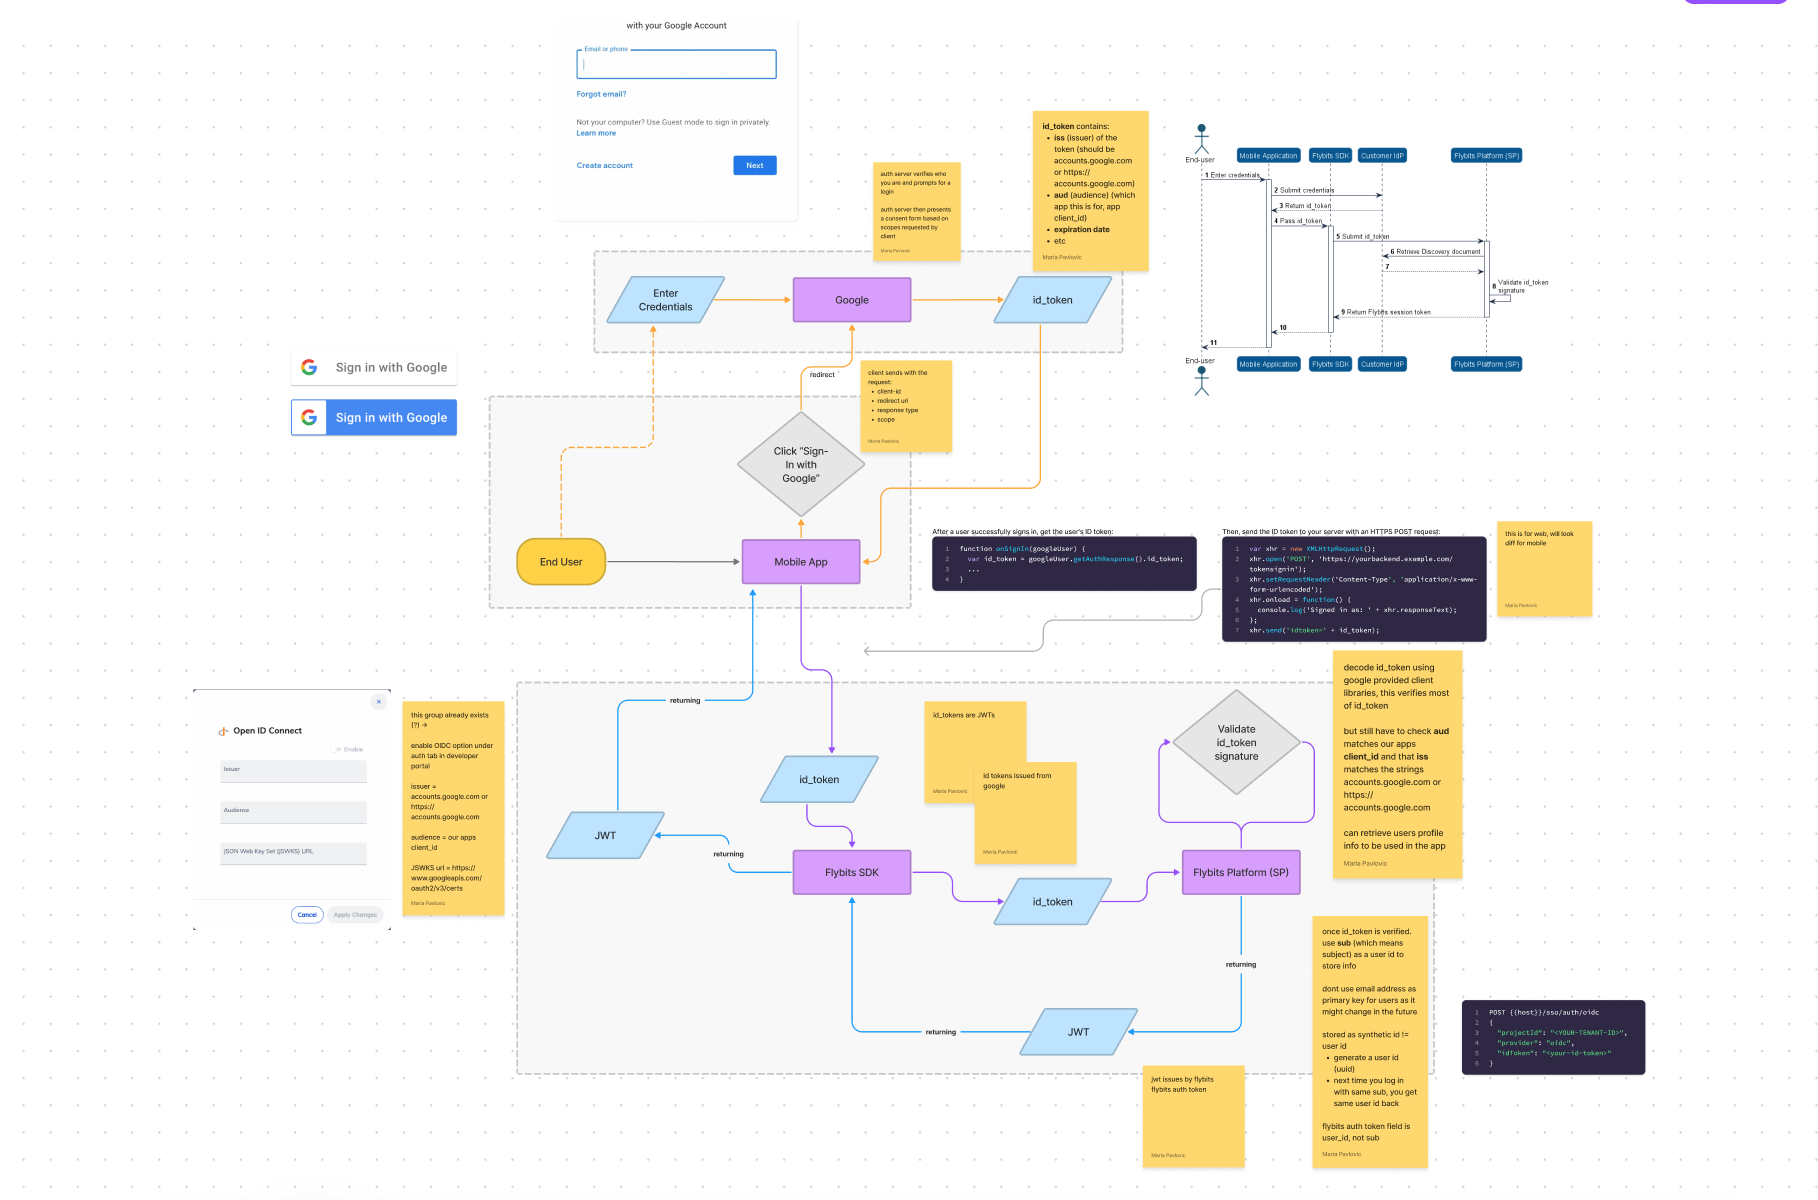 with your Google Account
Email or phone
Forgot email?
Not your computer? Use Guest mode to sign in privately.
Learn more
Create account
Next
auth server verifies who
you are and prompts for a
login
auth server then presents
a consent form based on
scopes requested by
client
Maria Pavlovic
id_token contains:
• iss (issuer) of the
token (should be
accounts.google.com
or https://
accounts.google.com)
• aud (audience) (which
app this is for, app
client_id)
• expiration date
• etc
Maria Pavlovic
End-user
Mobile Application
Flybits SDK
Customer IdP
Flybits Platform (SP)
1 Enter credentials
2 Submit credentials
3 Return id_token
4 Pass id_token
5 Submit id_token
6 Retrieve Discovery document
7
8 Validate id_token
signature
9 Return Flybits session token
10
11
End-user
Mobile Application
Flybits SDK
Customer IdP
Flybits Platform (SP)
Enter
Credentials
Google
id_token
redirect
Sign in with Google
Sign in with Google
client sends with the
request:
• client-id
• redirect uri
• response type
• scope
Maria Pavlovic
Click "Sign-
In with
Google"
End User
Mobile App
After a user successfully signs in, get the user's ID token:
1 function onSignIn(googleUser) {
2 var id_token = googleUser.getAuthResponse().id_token;
3 ...
4 }
Then, send the ID token to your server with an HTTPS POST request:
1 var xhr = new XMLHttpRequest();
2 xhr.open('POST', 'https://yourbackend.example.com/
tokensignin');
3 xhr.setRequestHeader('Content-Type', 'application/x-www-
form-urlencoded');
4 xhr.onload = function() {
5 console.log('Signed in as: ' + xhr.responseText);
6 };
7 xhr.send('idtoken=' + id_token);
this is for web, will look
diff for mobile
Maria Pavlovic
Open ID Connect
Enable
Issuer
Audience
JSON Web Key Set (JSWKS) URL
Cancel
Apply Changes
this group already exists
(?) →
enable OIDC option under
auth tab in developer
portal
issuer =
accounts.google.com or
https://
accounts.google.com
audience = our apps
client_id
JSWKS url = https://
www.googleapis.com/
oauth2/v3/certs
Maria Pavlovic
returning
id_token
JWT
returning
Flybits SDK
id_tokens are JWTs
Maria Pavlovic
id tokens issued from
google
Maria Pavlovic
id_token
Validate
id_token
signature
Flybits Platform (SP)
decode id_token using
google provided client
libraries, this verifies most
of id_token
but still have to check aud
matches our apps
client_id and that iss
matches the strings
accounts.google.com or
https://
accounts.google.com
can retrieve users profile
info to be used in the app
Maria Pavlovic
returning
returning
JWT
once id_token is verified.
use sub (which means
subject) as a user id to
store info
dont use email address as
primary key for users as it
might change in the future
stored as synthetic id !=
user id
• generate a user id
(uuid)
• next time you log in
with same sub, you get
same user id back
flybits auth token field is
user_id, not sub
Maria Pavlovic
jwt issues by flybits
flybits auth token
Maria Pavlovic
1 POST {{host}}/sso/auth/oidc
2 {
3 "projectId": "<YOUR-TENANT-ID>",
4 "provider": "oidc",
5 "idToken": "<your-id-token>"
6 }